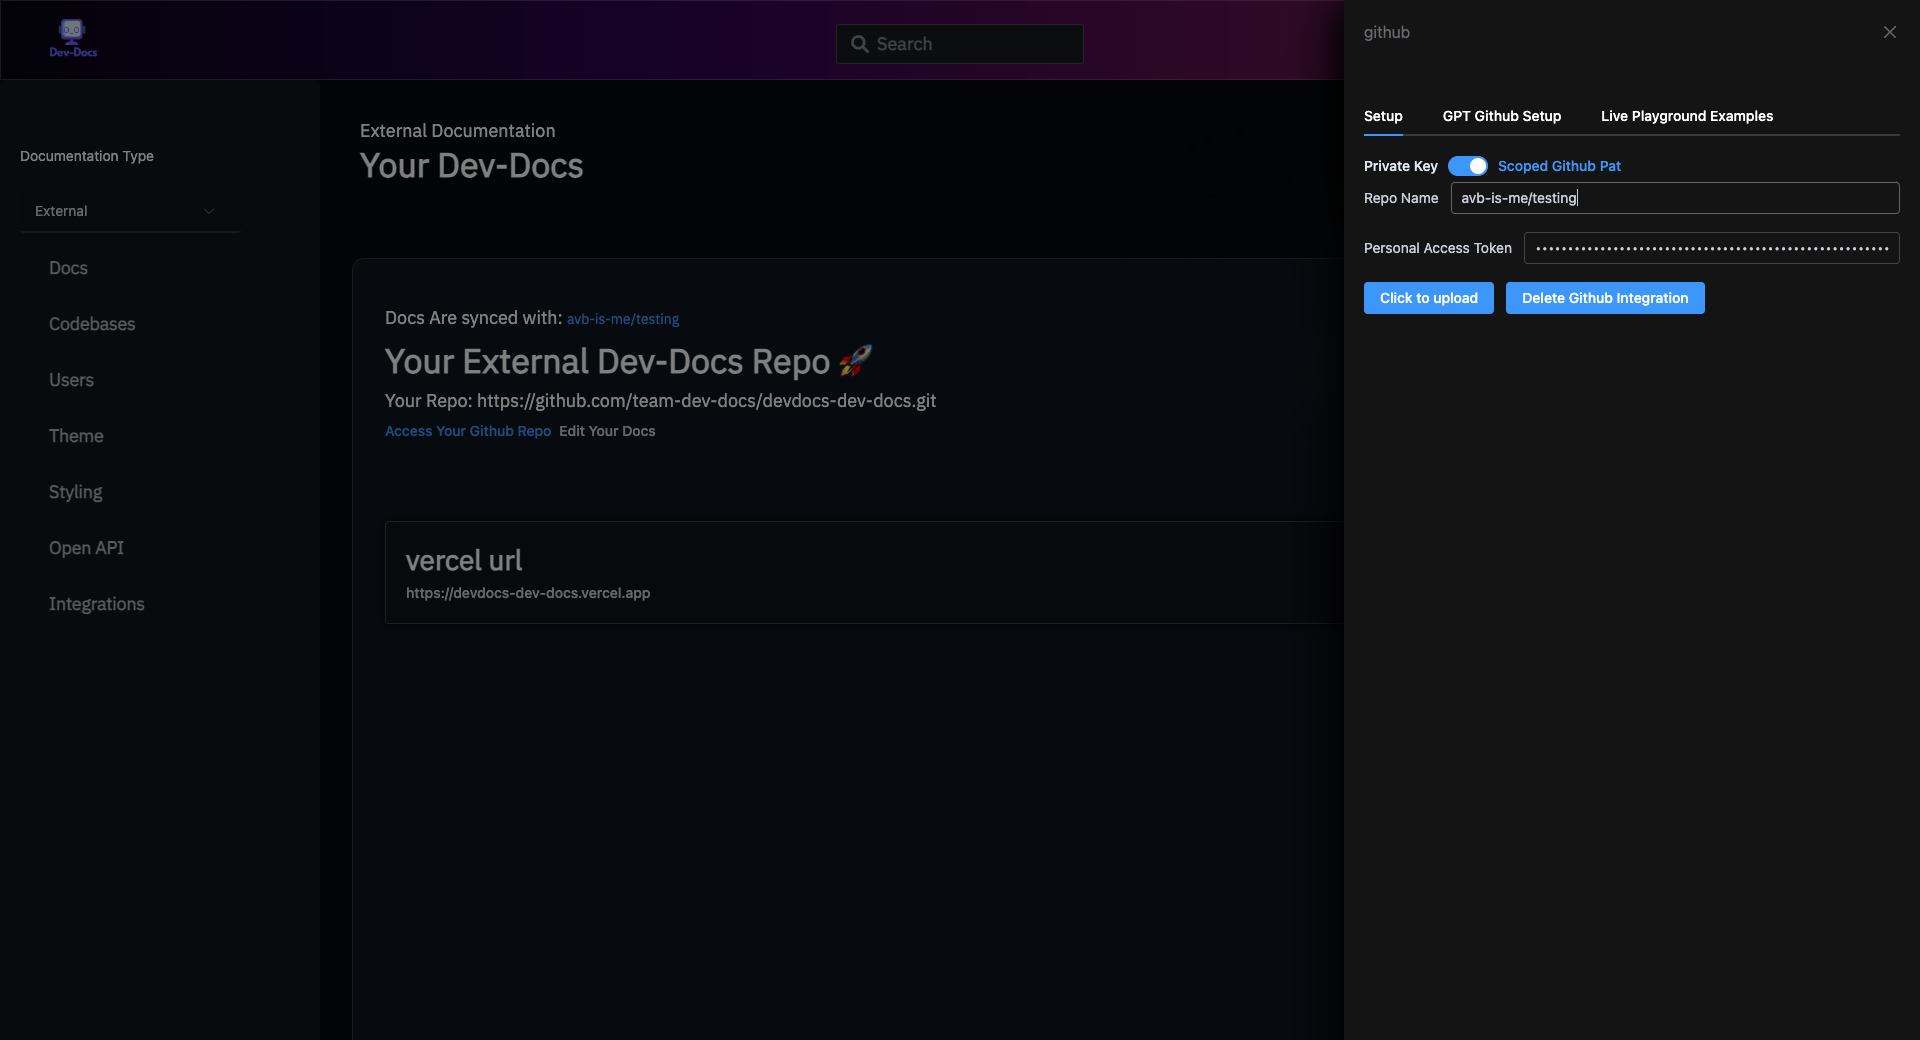 Dev-Docs
Search
Documentation Type
External
Docs
Codebases
Users
Theme
Styling
Open API
Integrations
External Documentation
Your Dev-Docs
Docs Are synced with: avb-is-me/testing
Your External Dev-Docs Repo 🚀
Your Repo: https://github.com/team-dev-docs/devdocs-dev-docs.git
Access Your Github Repo Edit Your Docs
vercel url
https://devdocs-dev-docs.vercel.app
github
Setup GPT Github Setup Live Playground Examples
Private Key Scoped Github Pat
Repo Name avb-is-me/testing
Personal Access Token
Click to upload Delete Github Integration